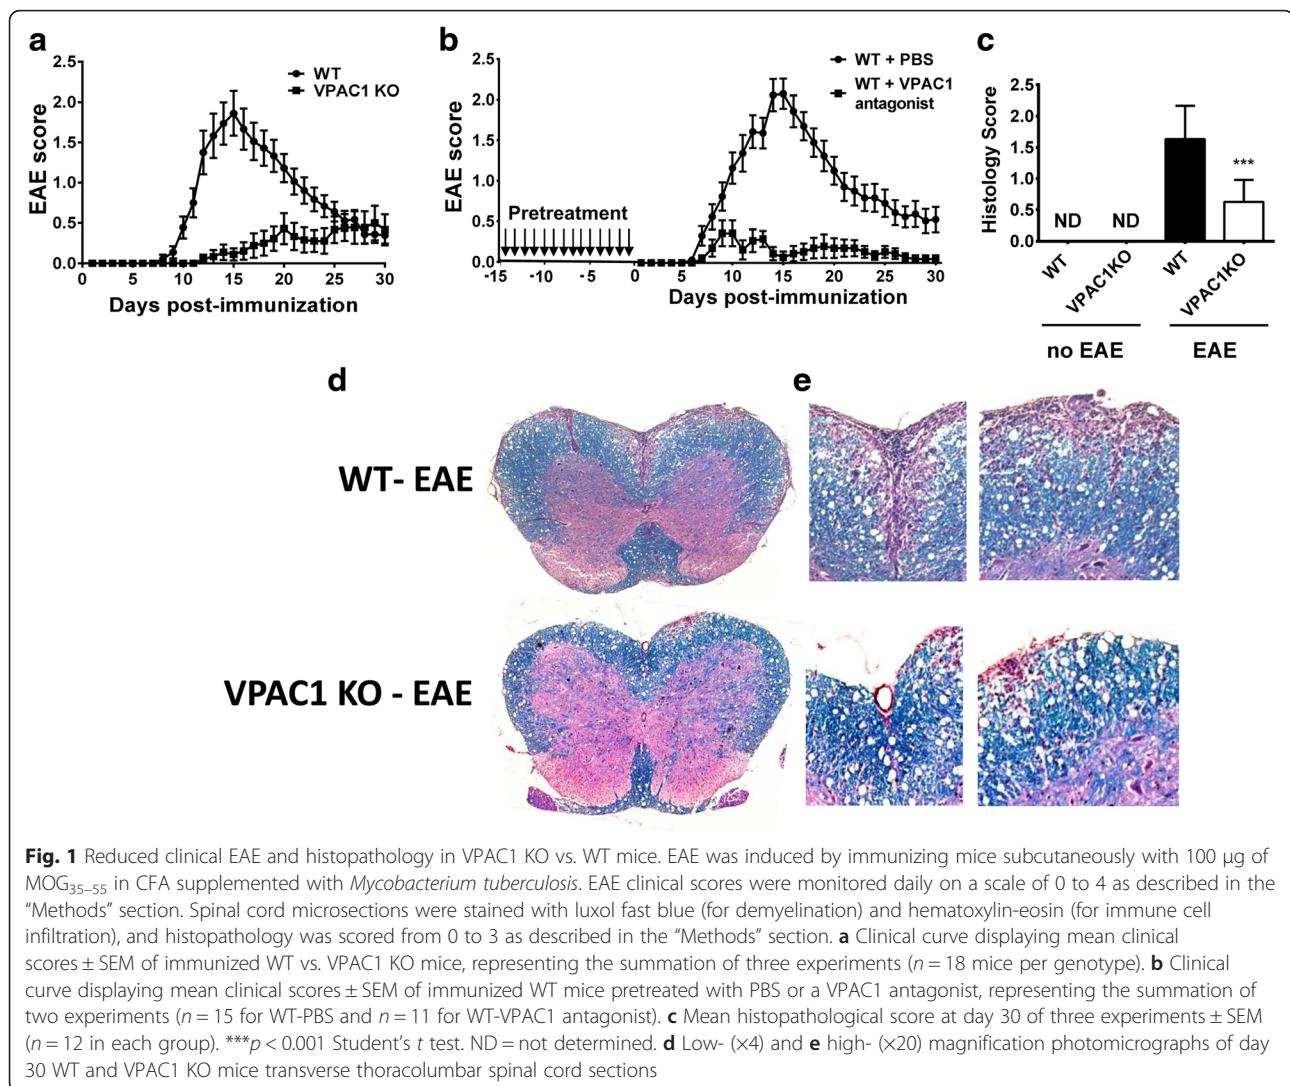 a
2.5
2.0
1.5
1.0
0.5
0.0
EAE score
WT
VPAC1 KO
0 5 10 15 20 25 30
Days post-immunization
b
2.5
2.0
1.5
1.0
0.5
0.0
EAE score
WT + PBS
WT + VPAC1
antagonist
Pretreatment
-15 -10 -5 0 5 10 15 20 25 30
Days post-immunization
c
2.5
2.0
1.5
1.0
0.5
0.0
Histology Score
ND ND
***
WT VPAC1KO WT VPAC1KO
no EAE EAE
d e
WT- EAE
VPAC1 KO - EAE
Fig. 1 Reduced clinical EAE and histopathology in VPAC1 KO vs. WT mice. EAE was induced by immunizing mice subcutaneously with 100 μg of
MOG35–55 in CFA supplemented with Mycobacterium tuberculosis. EAE clinical scores were monitored daily on a scale of 0 to 4 as described in the
“Methods” section. Spinal cord microsections were stained with luxol fast blue (for demyelination) and hematoxylin-eosin (for immune cell
infiltration), and histopathology was scored from 0 to 3 as described in the “Methods” section. a Clinical curve displaying mean clinical
scores ± SEM of immunized WT vs. VPAC1 KO mice, representing the summation of three experiments (n = 18 mice per genotype). b Clinical
curve displaying mean clinical scores ± SEM of immunized WT mice pretreated with PBS or a VPAC1 antagonist, representing the summation of
two experiments (n = 15 for WT-PBS and n = 11 for WT-VPAC1 antagonist). c Mean histopathological score at day 30 of three experiments ± SEM
(n = 12 in each group). ***p < 0.001 Student’s t test. ND = not determined. d Low- (×4) and e high- (×20) magnification photomicrographs of day
30 WT and VPAC1 KO mice transverse thoracolumbar spinal cord sections